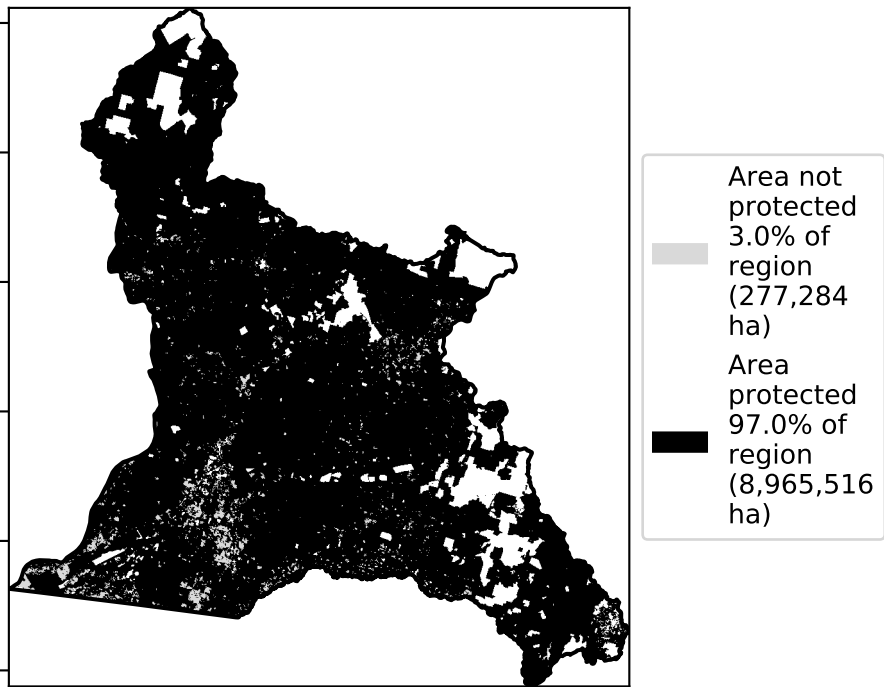 Area not
protected
3.0% of
region
(277,284
ha)
Area
protected
97.0% of
region
(8,965,516
ha)